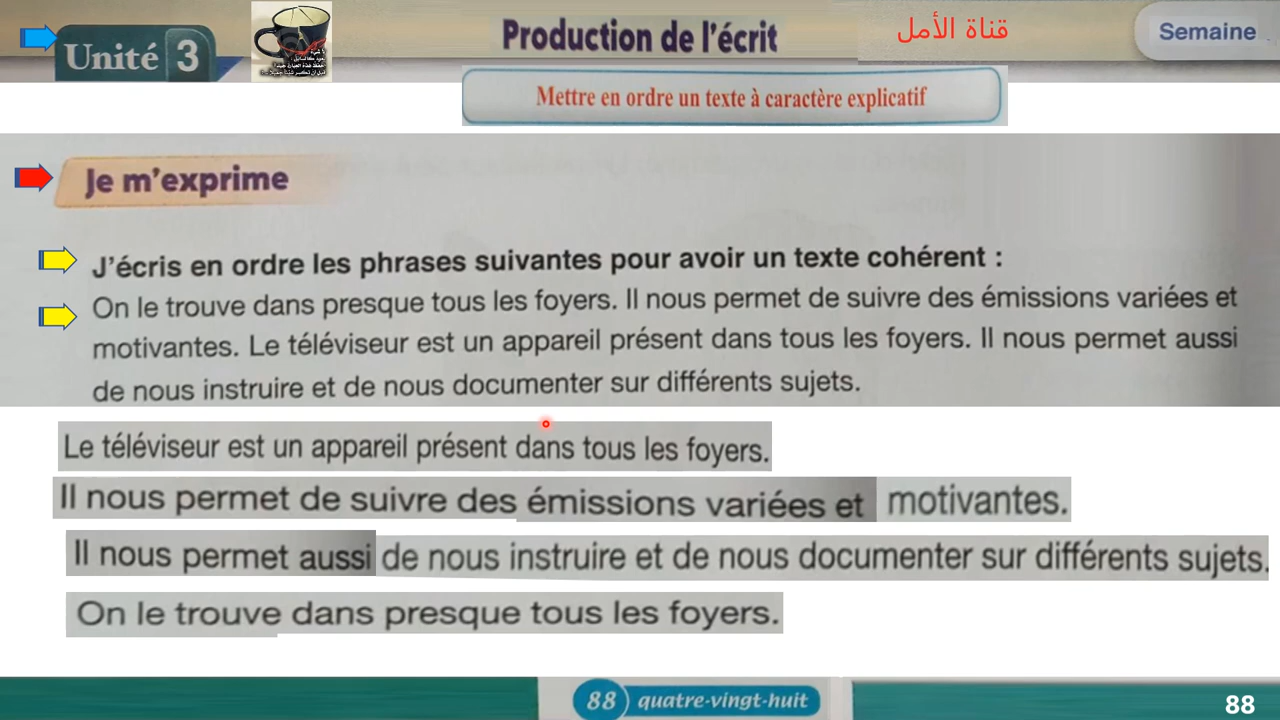 Unité 3
Production de l'écrit
قناة الأمل
Semaine
Mettre en ordre un texte à caractère explicatif
Je m'exprime
J'écris en ordre les phrases suivantes pour avoir un texte cohérent :
On le trouve dans presque tous les foyers. Il nous permet de suivre des émissions variées et
motivantes. Le téléviseur est un appareil présent dans tous les foyers. Il nous permet aussi
de nous instruire et de nous documenter sur différents sujets.
Le téléviseur est un appareil présent dans tous les foyers.
Il nous permet de suivre des émissions variées et motivantes.
Il nous permet aussi de nous instruire et de nous documenter sur différents sujets.
On le trouve dans presque tous les foyers.
88 quatre-vingt-huit
88